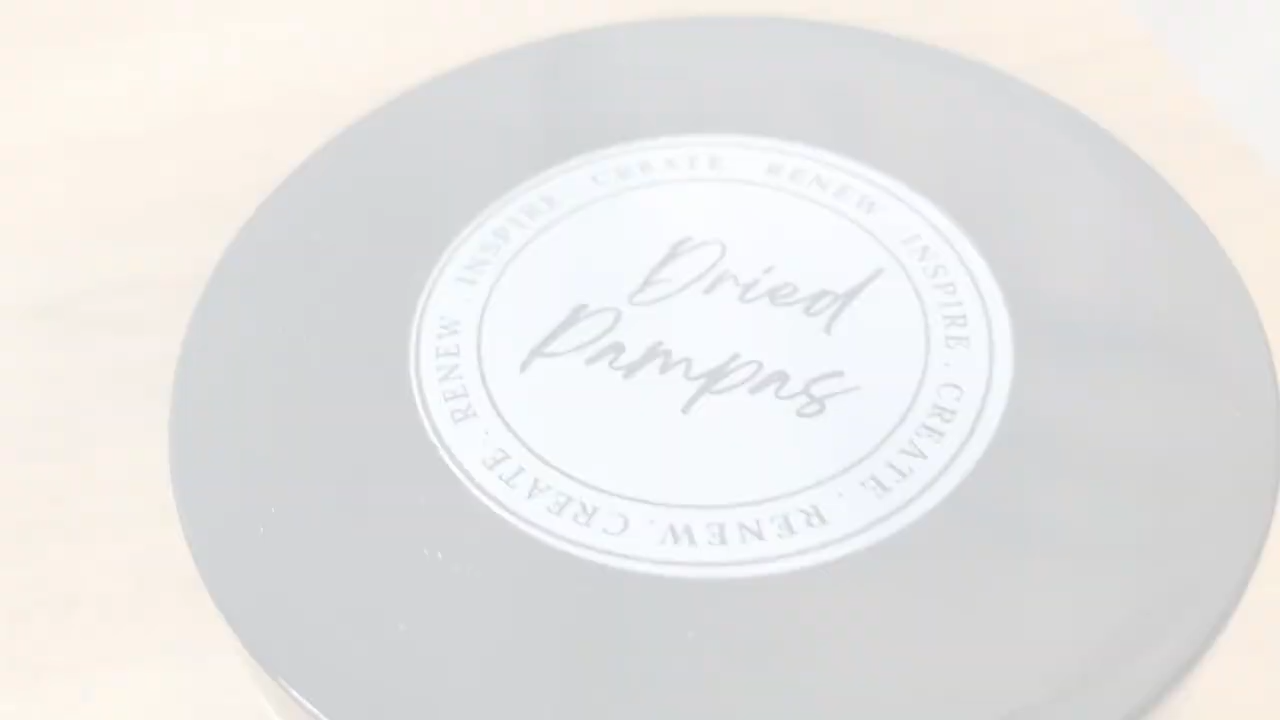 Dried
Pampas
INSPIRE . CREATE . RENEW . INSPIRE . CREATE . RENEW . CREATE . RENEW .